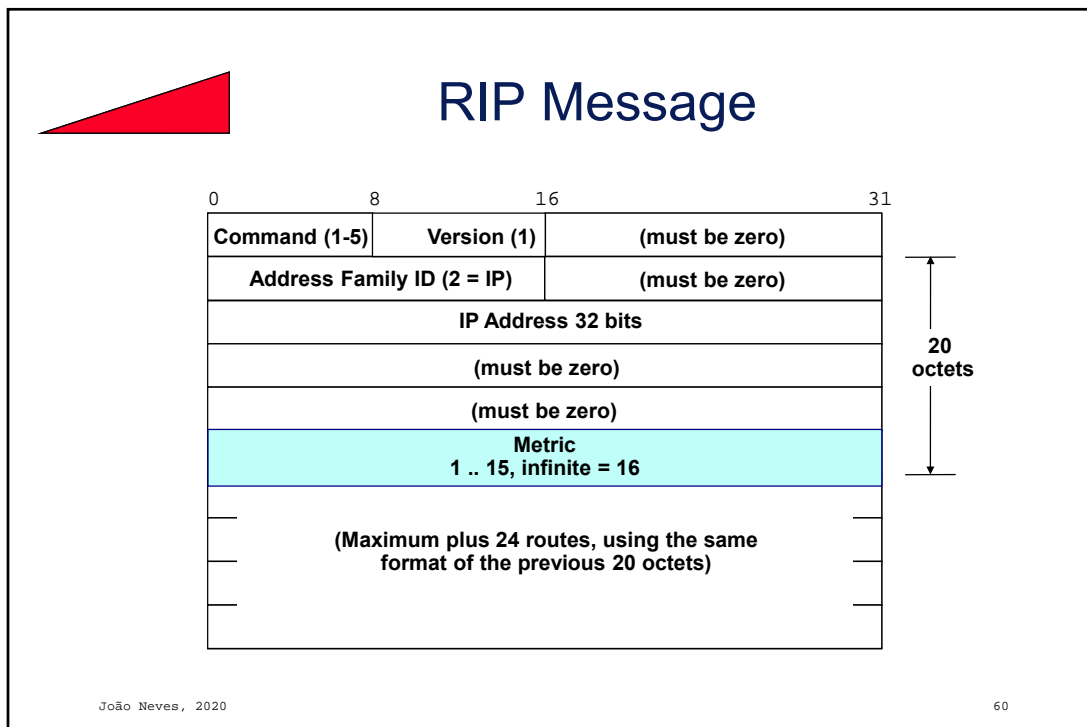 RIP Message
0 8 16 31
Command (1-5) Version (1) (must be zero)
Address Family ID (2 = IP) (must be zero)
IP Address 32 bits
(must be zero)
(must be zero)
Metric
1 .. 15, infinite = 16
20
octets
(Maximum plus 24 routes, using the same
format of the previous 20 octets)
João Neves, 2020 60